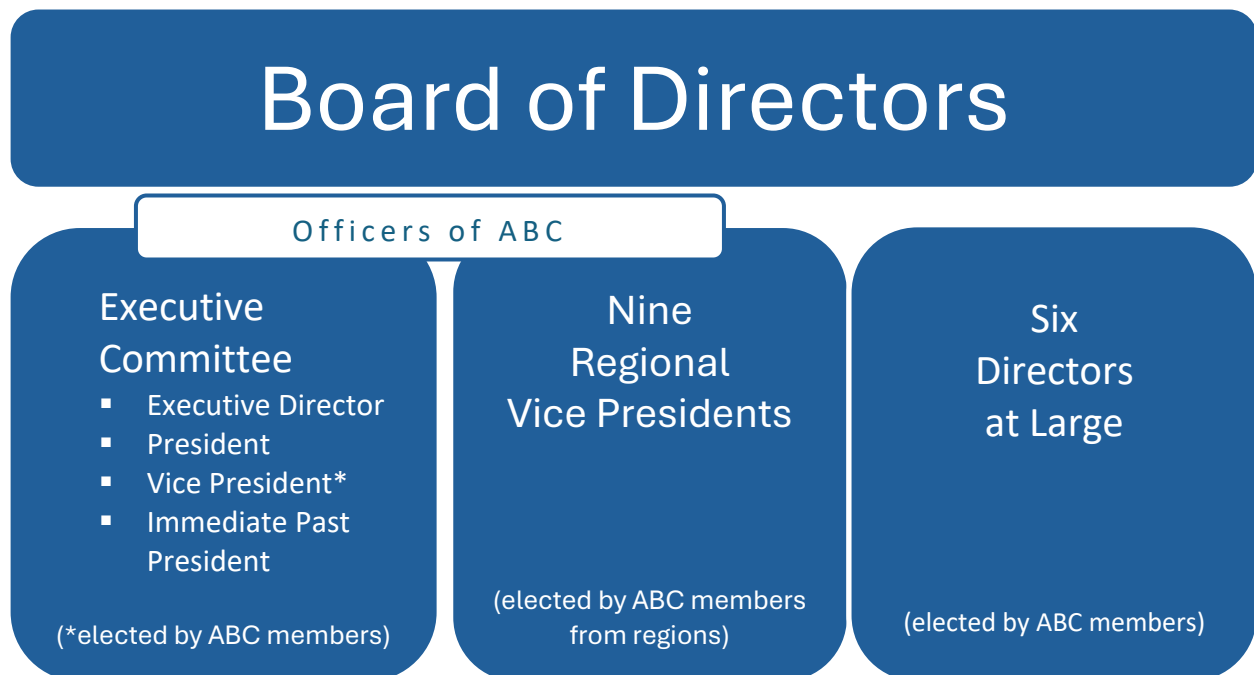 Board of Directors
Officers of ABC
Executive
Committee
▪ Executive Director
▪ President
▪ Vice President*
▪ Immediate Past
President
(*elected by ABC members)
Nine
Regional
Vice Presidents
(elected by ABC members
from regions)
Six
Directors
at Large
(elected by ABC members)